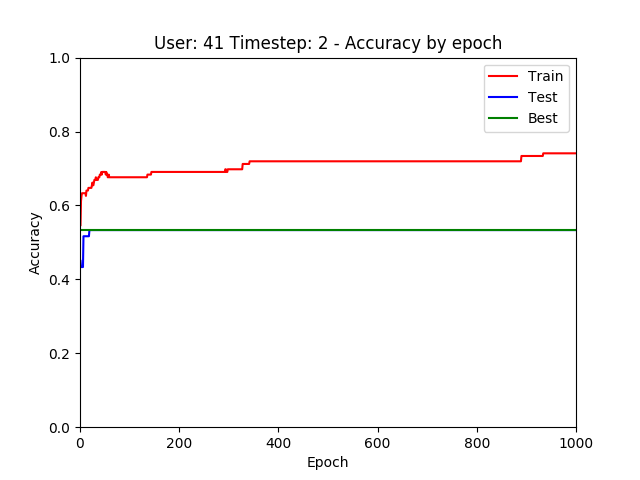 User: 41 Timestep: 2 - Accuracy by epoch
1.0
0.8
0.6
0.4
0.2
0.0
Accuracy
Train
Test
Best
0 200 400 600 800 1000
Epoch